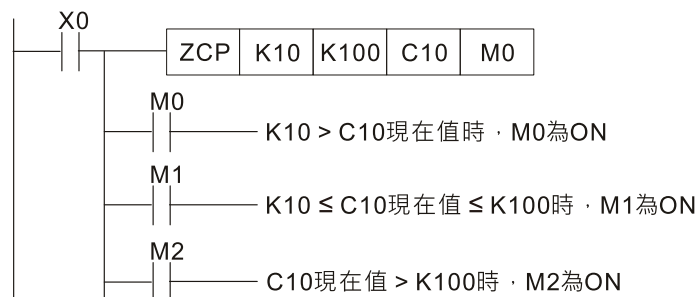 X0
ZCP K10 K100 C10 M0
M0
K10 > C10現在值時，M0為ON
M1
K10 ≤ C10現在值 ≤ K100時，M1為ON
M2
C10現在值 > K100時，M2為ON